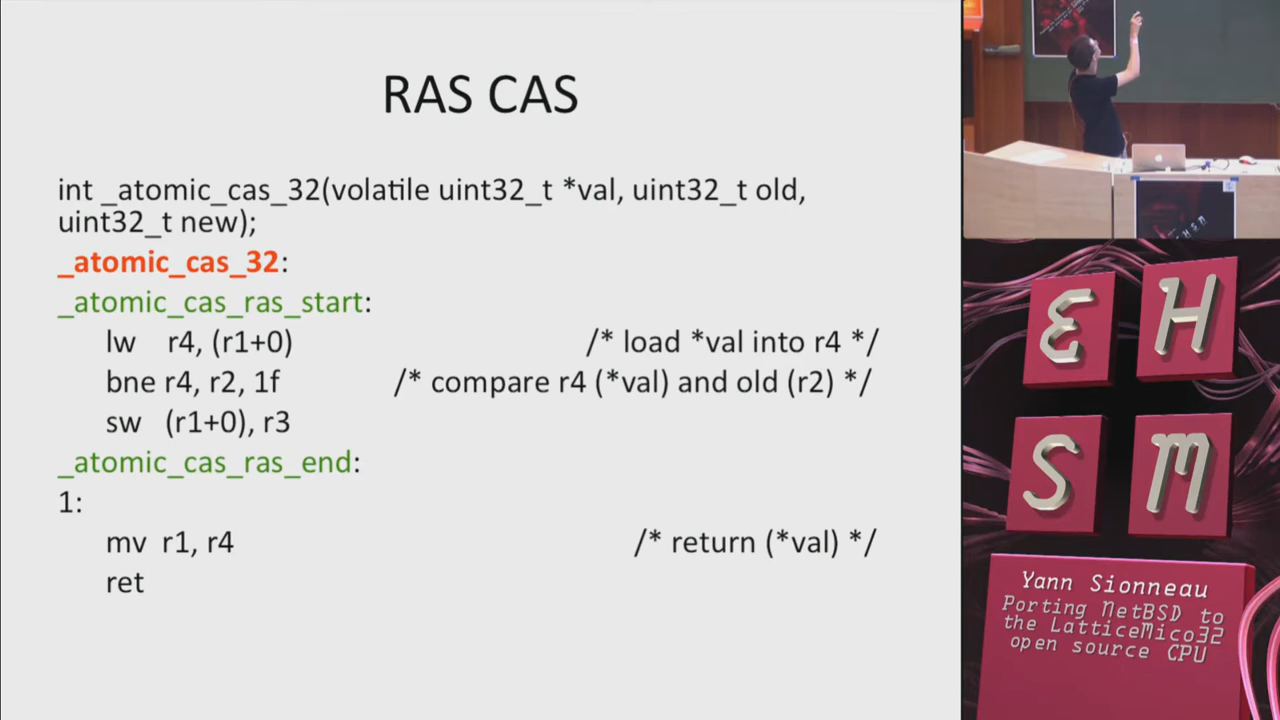 RAS CAS
int _atomic_cas_32(volatile uint32_t *val, uint32_t old,
uint32_t new);
_atomic_cas_32:
_atomic_cas_ras_start:
lw r4, (r1+0) /* load *val into r4 */
bne r4, r2, 1f /* compare r4 (*val) and old (r2) */
sw (r1+0), r3
_atomic_cas_ras_end:
1:
mv r1, r4 /* return (*val) */
ret
E H
S M
Yann Sionneau
Porting NetBSD to
the LatticeMico32
open source CPU